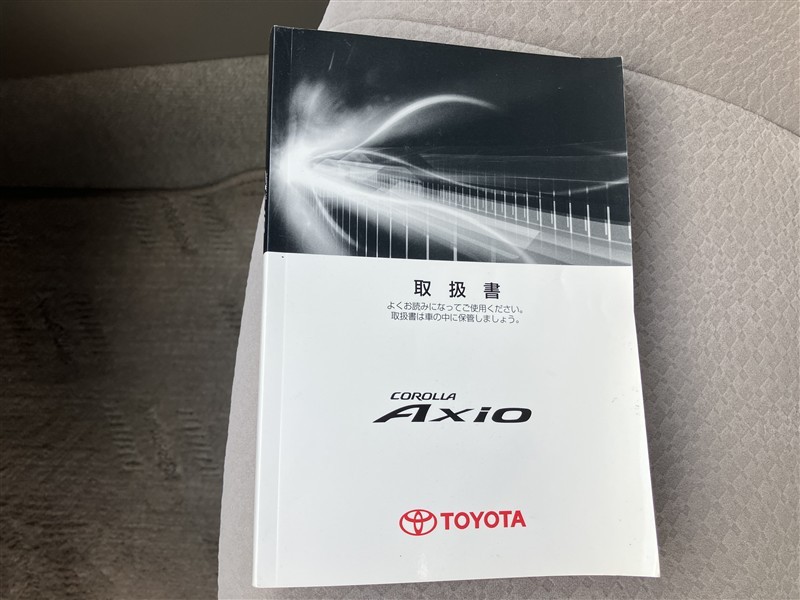 取扱書
よくお読みになってご使用ください。
取扱書は車の中に保管しましょう。
COROLLA
Axio
TOYOTA